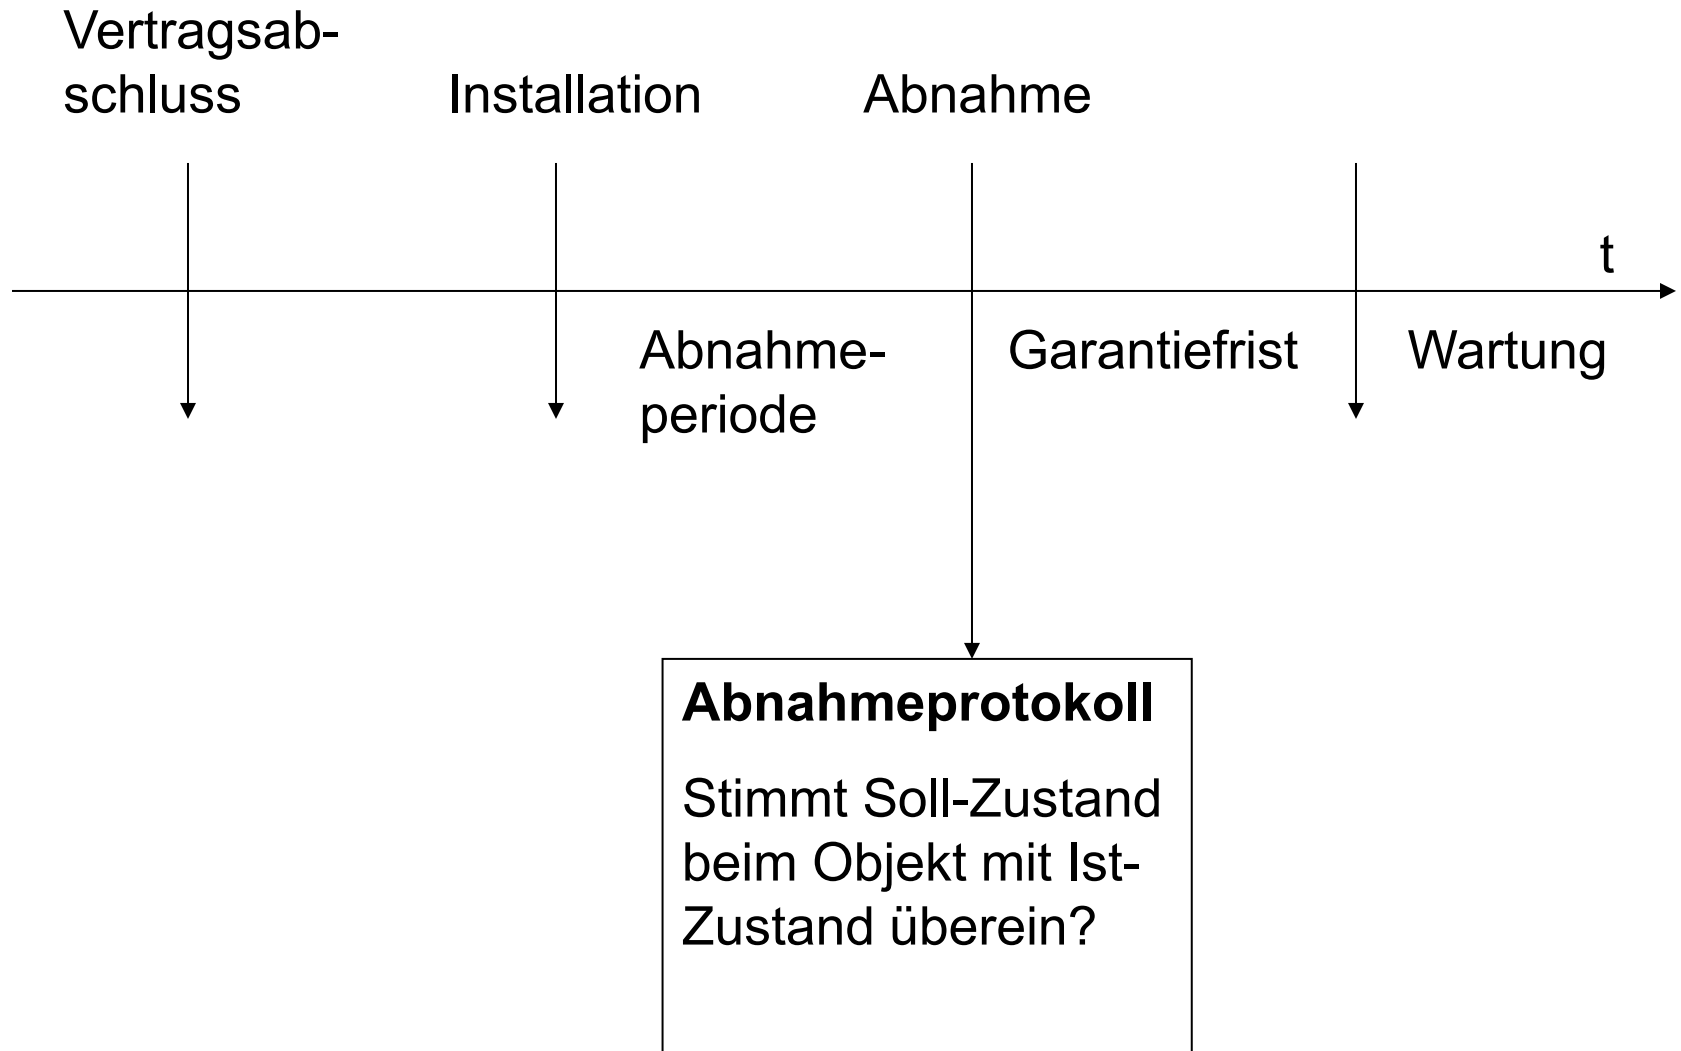 Vertragsab-
schluss
Installation
Abnahme
t
Abnahme-
periode
Garantiefrist
Wartung
Abnahmeprotokoll
Stimmt Soll-Zustand
beim Objekt mit Ist-
Zustand überein?